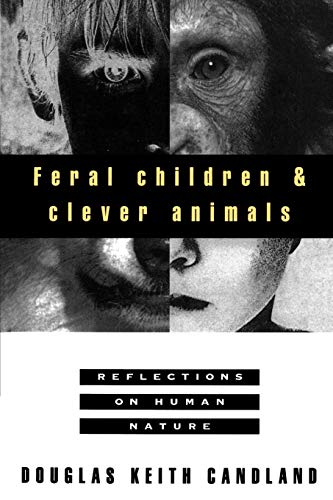 Feral children &
clever animals
REFLECTIONS
ON HUMAN
NATURE
DOUGLAS KEITH CANDLAND